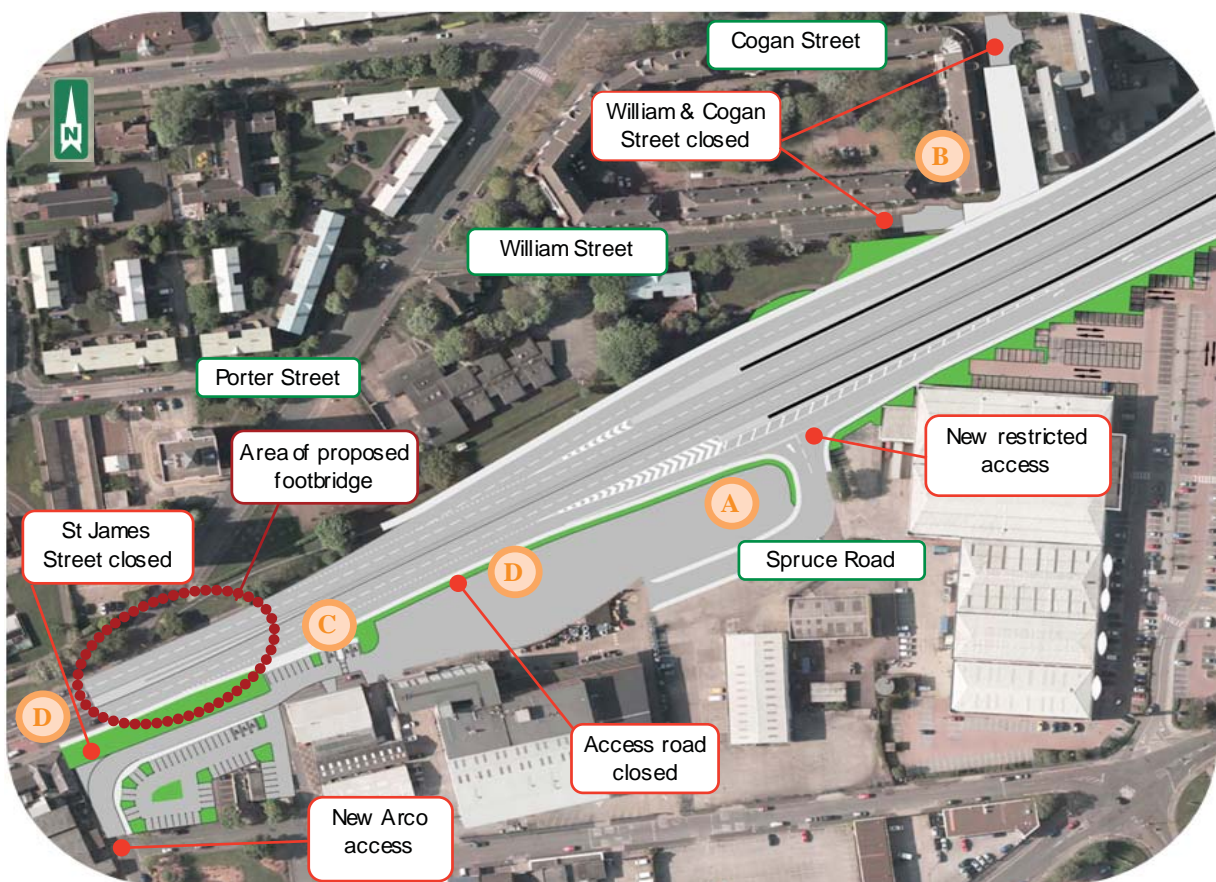 Cogan Street
William & Cogan
Street closed
B
N
William Street
Porter Street
Area of proposed
footbridge
New restricted
access
St James
Street closed
A
D
Spruce Road
C
D
Access road
closed
New Arco
access